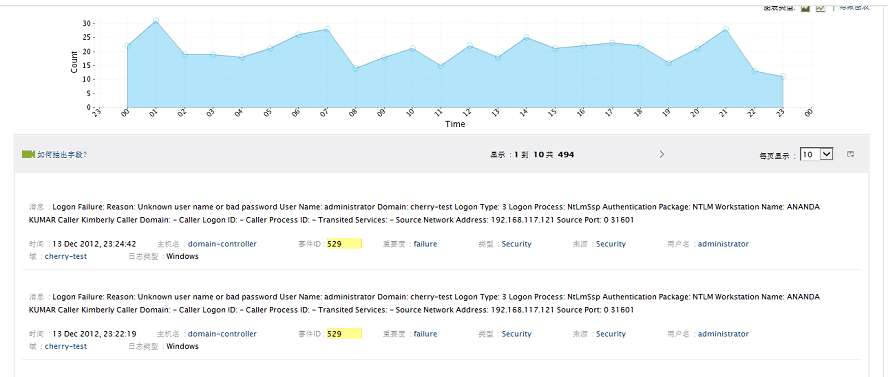 图表类型: | 隐藏图表
Count
30
25
20
15
10
5
0
23 00 01 02 03 04 05 06 07 08 09 10 11 12 13 14 15 16 17 18 19 20 21 22 23 00
Time
如何抽出字段? 显示 : 1 到 10 共 494 每页显示 : 10
消息 : Logon Failure: Reason: Unknown user name or bad password User Name: administrator Domain: cherry-test Logon Type: 3 Logon Process: NtLmSsp Authentication Package: NTLM Workstation Name: ANANDA
KUMAR Caller Kimberly Caller Domain: - Caller Logon ID: - Caller Process ID: - Transited Services: - Source Network Address: 192.168.117.121 Source Port: 0 31601
时间 : 13 Dec 2012, 23:24:42 主机名 : domain-controller 事件ID : 529 重要度 : failure 类型 : Security 来源 : Security 用户名 : administrator
域 : cherry-test 日志类型 : Windows
消息 : Logon Failure: Reason: Unknown user name or bad password User Name: administrator Domain: cherry-test Logon Type: 3 Logon Process: NtLmSsp Authentication Package: NTLM Workstation Name: ANANDA
KUMAR Caller Kimberly Caller Domain: - Caller Logon ID: - Caller Process ID: - Transited Services: - Source Network Address: 192.168.117.121 Source Port: 0 31601
时间 : 13 Dec 2012, 23:22:19 主机名 : domain-controller 事件ID : 529 重要度 : failure 类型 : Security 来源 : Security 用户名 : administrator
域 : cherry-test 日志类型 : Windows